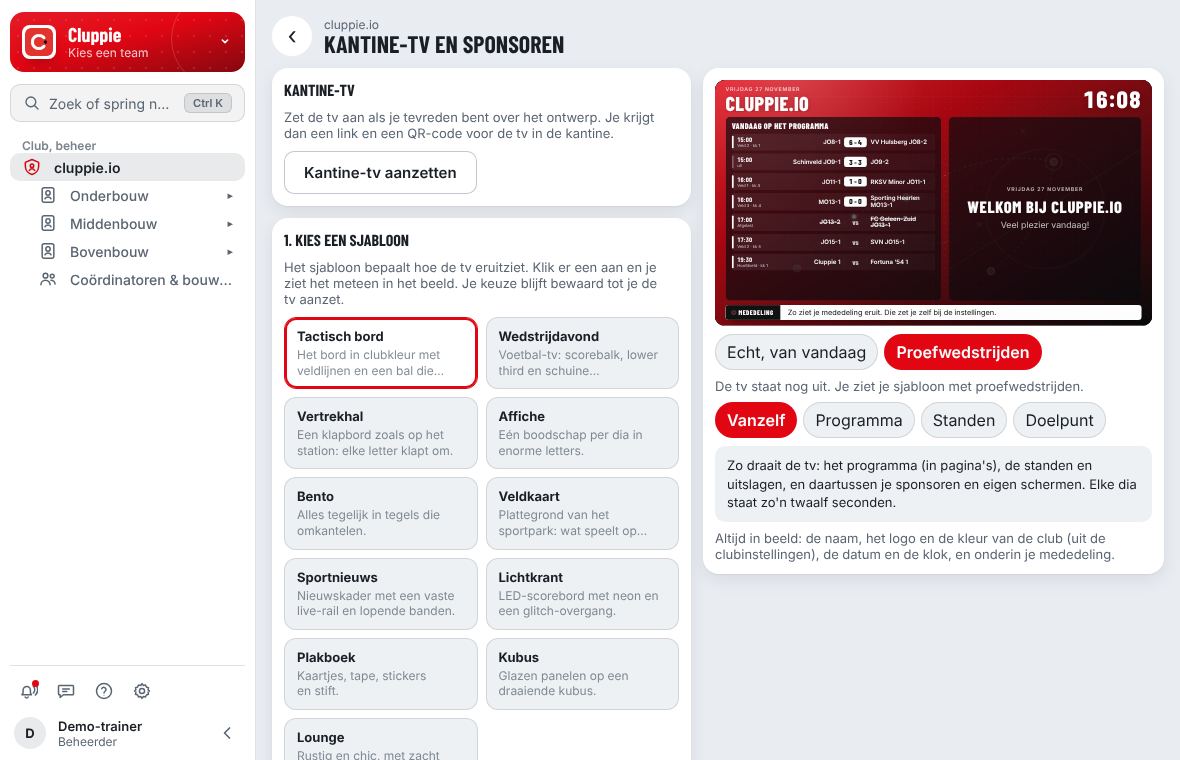 Cluppie
Kies een team
Zoek of spring n...
Ctrl K
Club, beheer
cluppie.io
Onderbouw
Middenbouw
Bovenbouw
Coördinatoren & bouw...
D
Demo-trainer
Beheerder
cluppie.io
KANTINE-TV EN SPONSOREN
KANTINE-TV
Zet de tv aan als je tevreden bent over het ontwerp. Je krijgt
dan een link en een QR-code voor de tv in de kantine.
Kantine-tv aanzetten
1. KIES EEN SJABLOON
Het sjabloon bepaalt hoe de tv eruitziet. Klik er een aan en je
ziet het meteen in het beeld. Je keuze blijft bewaard tot je de
tv aanzet.
Tactisch bord
Het bord in clubkleur met
veldlijnen en een bal die...
Wedstrijdavond
Voetbal-tv: scorebalk, lower
third en schuine...
Vertrekhal
Een klapbord zoals op het
station: elke letter klapt om.
Affiche
Eén boodschap per dia in
enorme letters.
Bento
Alles tegelijk in tegels die
omkantelen.
Veldkaart
Plattegrond van het
sportpark: wat speelt op...
Sportnieuws
Nieuwskader met een vaste
live-rail en lopende banden.
Lichtkrant
LED-scorebord met neon en
een glitch-overgang.
Plakboek
Kaartjes, tape, stickers
en stift.
Kubus
Glazen panelen op een
draaiende kubus.
Lounge
Rustig en chic, met zacht
VRIJDAG 27 NOVEMBER
CLUPPIE.IO
16:08
VANDAAG OP HET PROGRAMMA
15:00 JO8-1 6-4 VV Hulsberg JO8-2
15:00 Schinveld JO9-1 3-3 JO9-2
16:00 JO11-1 1-0 RKSV Minor JO11-1
16:00 MO13-1 0-0 Sporting Heerlen
MO13-1
17:00 JO13-2 VS FC Geleen-Zuid
JO13-1
Afgelast
17:30 JO15-1 VS SVN JO15-1
19:30 Cluppie 1 VS Fortuna '54 1
VRIJDAG 27 NOVEMBER
WELKOM BIJ CLUPPIE.IO
Veel plezier vandaag!
MEDEDELING
Zo ziet je mededeling eruit. Die zet je zelf bij de instellingen.
Echt, van vandaag
Proefwedstrijden
De tv staat nog uit. Je ziet je sjabloon met proefwedstrijden.
Vanzelf
Programma
Standen
Doelpunt
Zo draait de tv: het programma (in pagina's), de standen en
uitslagen, en daartussen je sponsoren en eigen schermen. Elke dia
staat zo'n twaalf seconden.
Altijd in beeld: de naam, het logo en de kleur van de club (uit de
clubinstellingen), de datum en de klok, en onderin je mededeling.